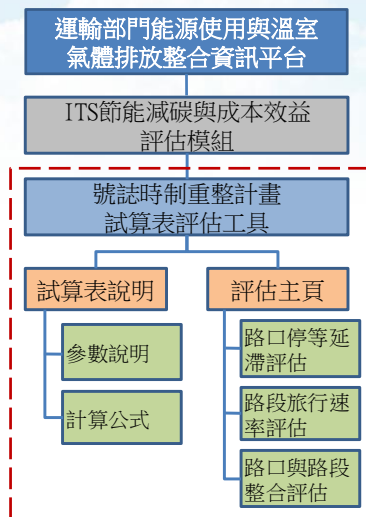 運輸部門能源使用與溫室
氣體排放整合資訊平台
ITS節能減碳與成本效益
評估模組
號誌時制重整計畫
試算表評估工具
試算表說明
評估主頁
參數說明
計算公式
路口停等延
滯評估
路段旅行速
率評估
路口與路段
整合評估